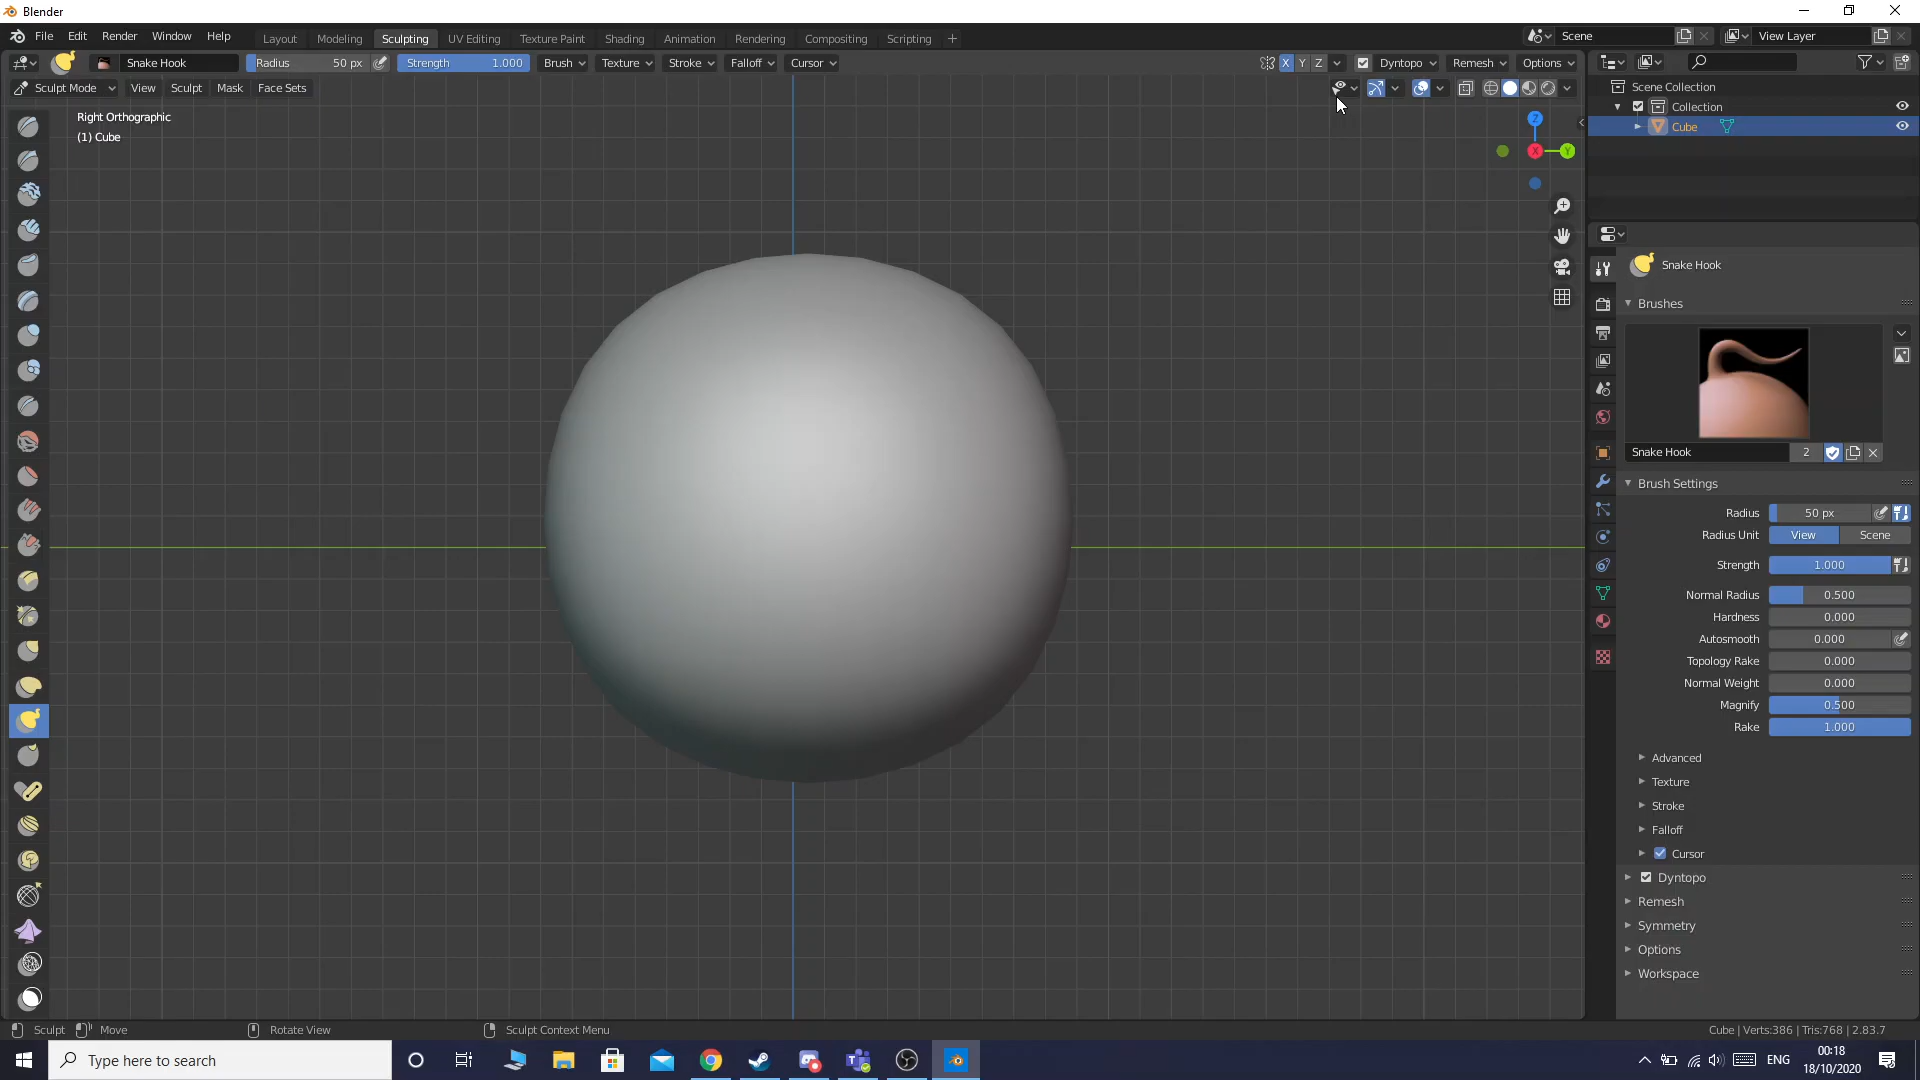 Blender
File Edit Render Window Help
Layout Modeling Sculpting UV Editing Texture Paint Shading Animation Rendering Compositing Scripting +
Scene
View Layer
Snake Hook
Radius 50 px
Strength 1.000
Brush Texture Stroke Falloff Cursor
X Y Z
Dyntopo Remesh Options
Sculpt Mode View Sculpt Mask Face Sets
Right Orthographic
(1) Cube
Z
X
Y
Scene Collection
Collection
Cube
Snake Hook
Brushes
Snake Hook 2
Brush Settings
Radius 50 px
Radius Unit View Scene
Strength 1.000
Normal Radius 0.500
Hardness 0.000
Autosmooth 0.000
Topology Rake 0.000
Normal Weight 0.000
Magnify 0.500
Rake 1.000
Advanced
Texture
Stroke
Falloff
Cursor
Dyntopo
Remesh
Symmetry
Options
Workspace
Sculpt Move Rotate View Sculpt Context Menu
Cube | Verts:386 | Tris:768 | 2.83.7
Type here to search
ENG
00:18
18/10/2020